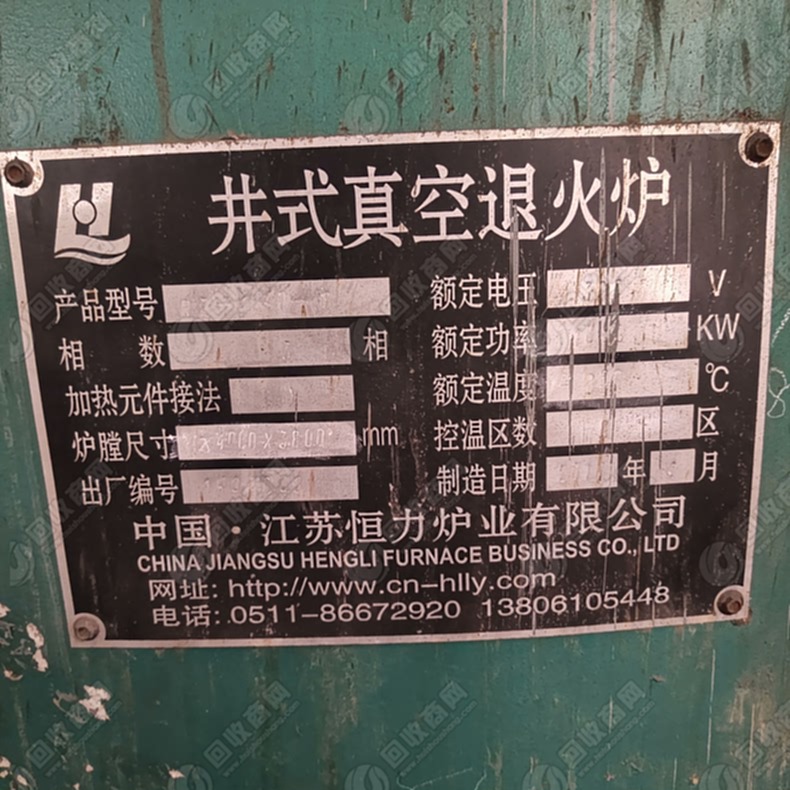 井式真空退火炉
产品型号 额定电压 V
相数 相 额定功率 KW
加热元件接法 额定温度 ℃
炉膛尺寸 mm 控温区数 区
出厂编号 制造日期 年 月
中国·江苏恒力炉业有限公司
CHINA JIANGSU HENGLI FURNACE BUSINESS CO., LTD
网址: http://www.cn-hlly.com
电话: 0511-86672920 13806105448
回收商网